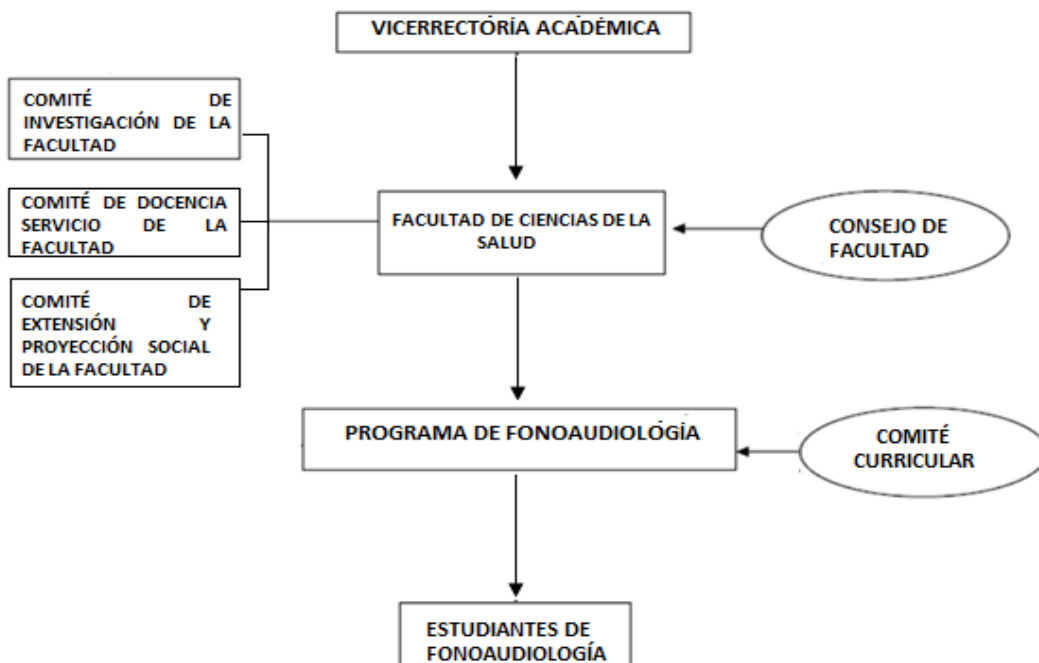 VICERRECTORÍA ACADÉMICA
COMITÉ DE
INVESTIGACIÓN DE LA
FACULTAD
COMITÉ DE DOCENCIA
SERVICIO DE LA
FACULTAD
COMITÉ DE
EXTENSIÓN Y
PROYECCIÓN SOCIAL
DE LA FACULTAD
FACULTAD DE CIENCIAS DE LA
SALUD
CONSEJO DE
FACULTAD
PROGRAMA DE FONOAUDIOLOGÍA
COMITÉ
CURRICULAR
ESTUDIANTES DE
FONOAUDIOLOGÍA